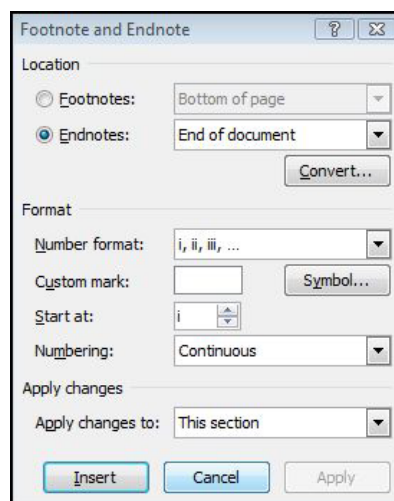 Footnote and Endnote
Location
Footnotes: Bottom of page
Endnotes: End of document
Convert...
Format
Number format: i, ii, iii, ...
Custom mark: Symbol...
Start at: i
Numbering: Continuous
Apply changes
Apply changes to: This section
Insert Cancel Apply